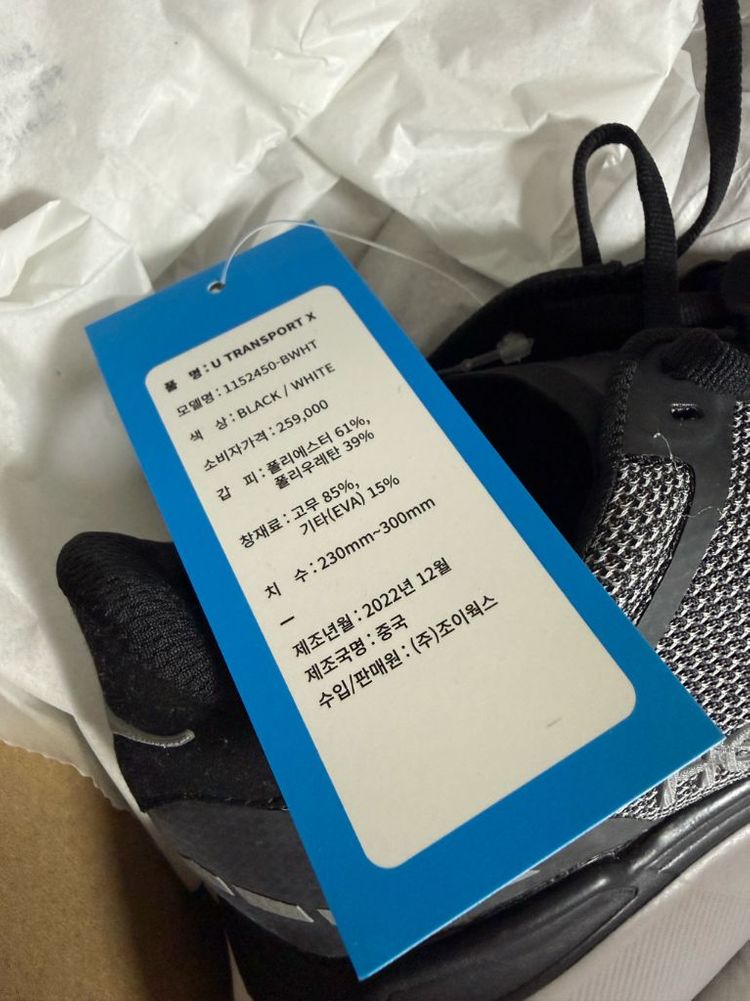 품 명 : U TRANSPORT X
모델명 : 1152450-BWHT
색 상 : BLACK / WHITE
소비자가격 : 259,000
갑 피 : 폴리에스터 61%,
폴리우레탄 39%
창재료 : 고무 85%,
기타(EVA) 15%
치 수 : 230mm~300mm
제조년월 : 2022년 12월
제조국명 : 중국
수입/판매원 : (주)조이웍스